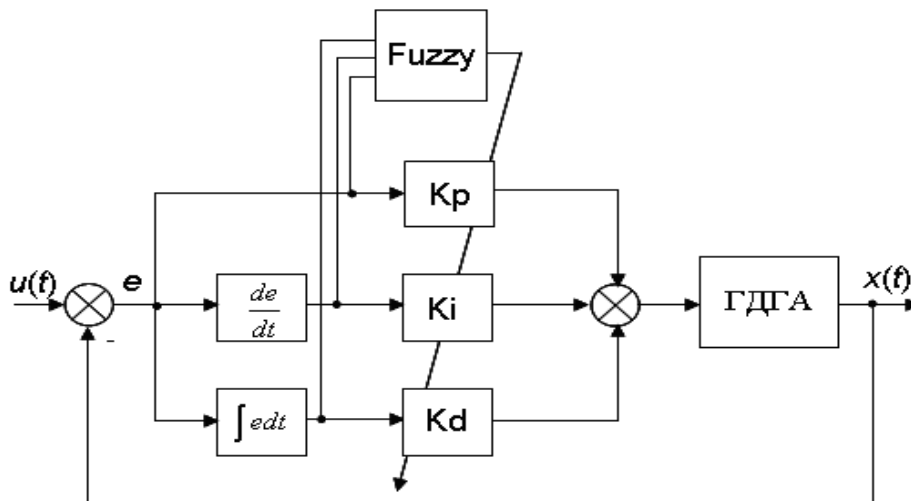 Fuzzy
Kp
u(t)
e
de
dt
Ki
ГДГА
x(t)
-
∫ edt
Kd